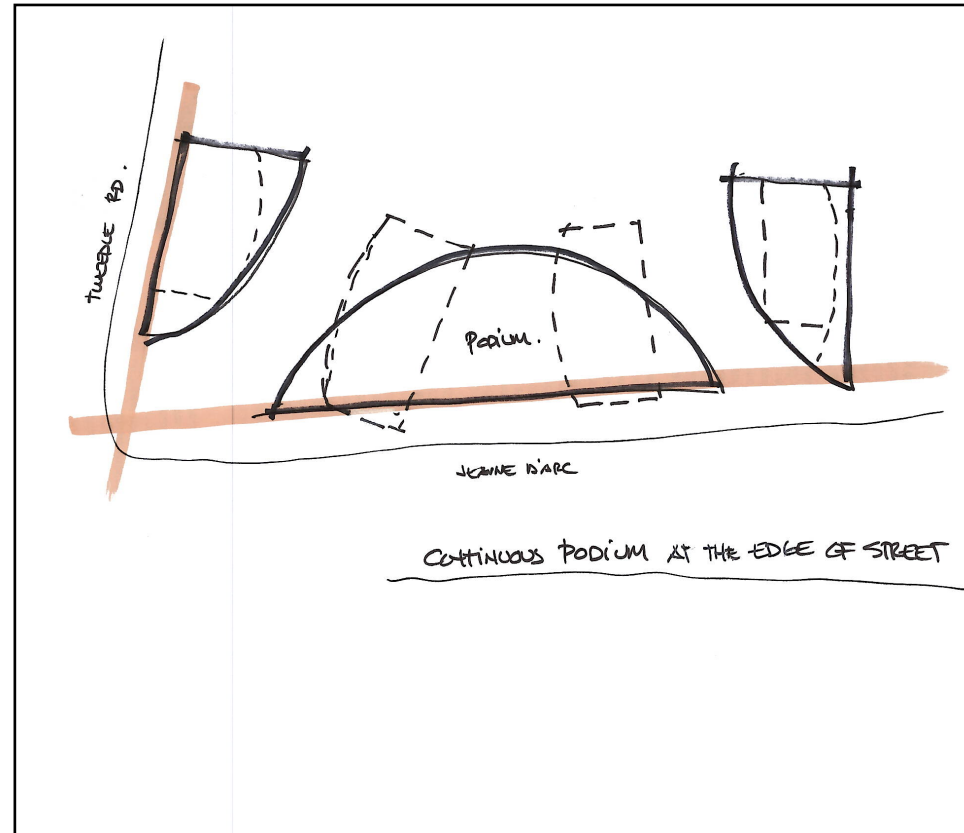 TWEEDLE RD.
PODIUM.
JEANNE D'ARC
CONTINUOUS PODIUM AT THE EDGE OF STREET